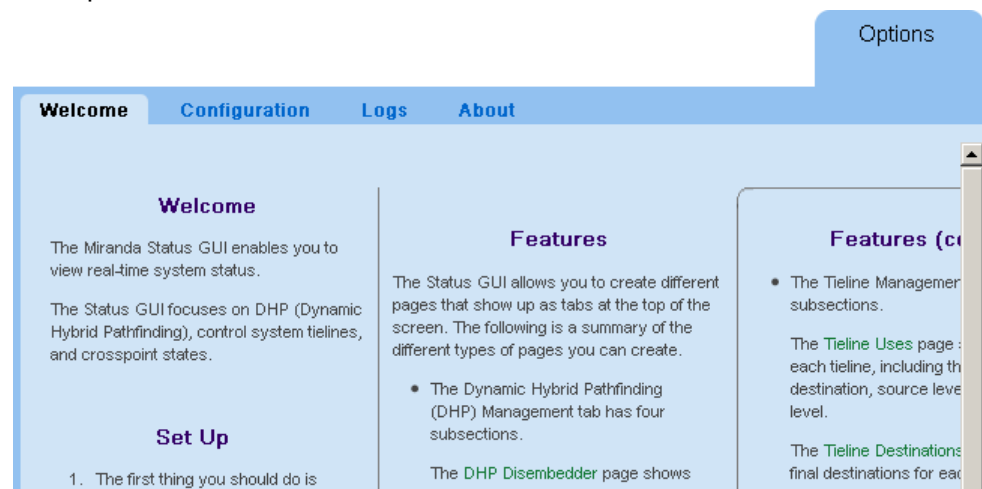 Options
Welcome Configuration Logs About
Welcome
The Miranda Status GUI enables you to
view real-time system status.
The Status GUI focuses on DHP (Dynamic
Hybrid Pathfinding), control system tielines,
and crosspoint states.
Set Up
1. The first thing you should do is
Features
The Status GUI allows you to create different
pages that show up as tabs at the top of the
screen. The following is a summary of the
different types of pages you can create.
• The Dynamic Hybrid Pathfinding
(DHP) Management tab has four
subsections.
The DHP Disembedder page shows
Features (c
• The Tieline Managemen
subsections.
The Tieline Uses page
each tieline, including th
destination, source leve
level.
The Tieline Destinations
final destinations for eac